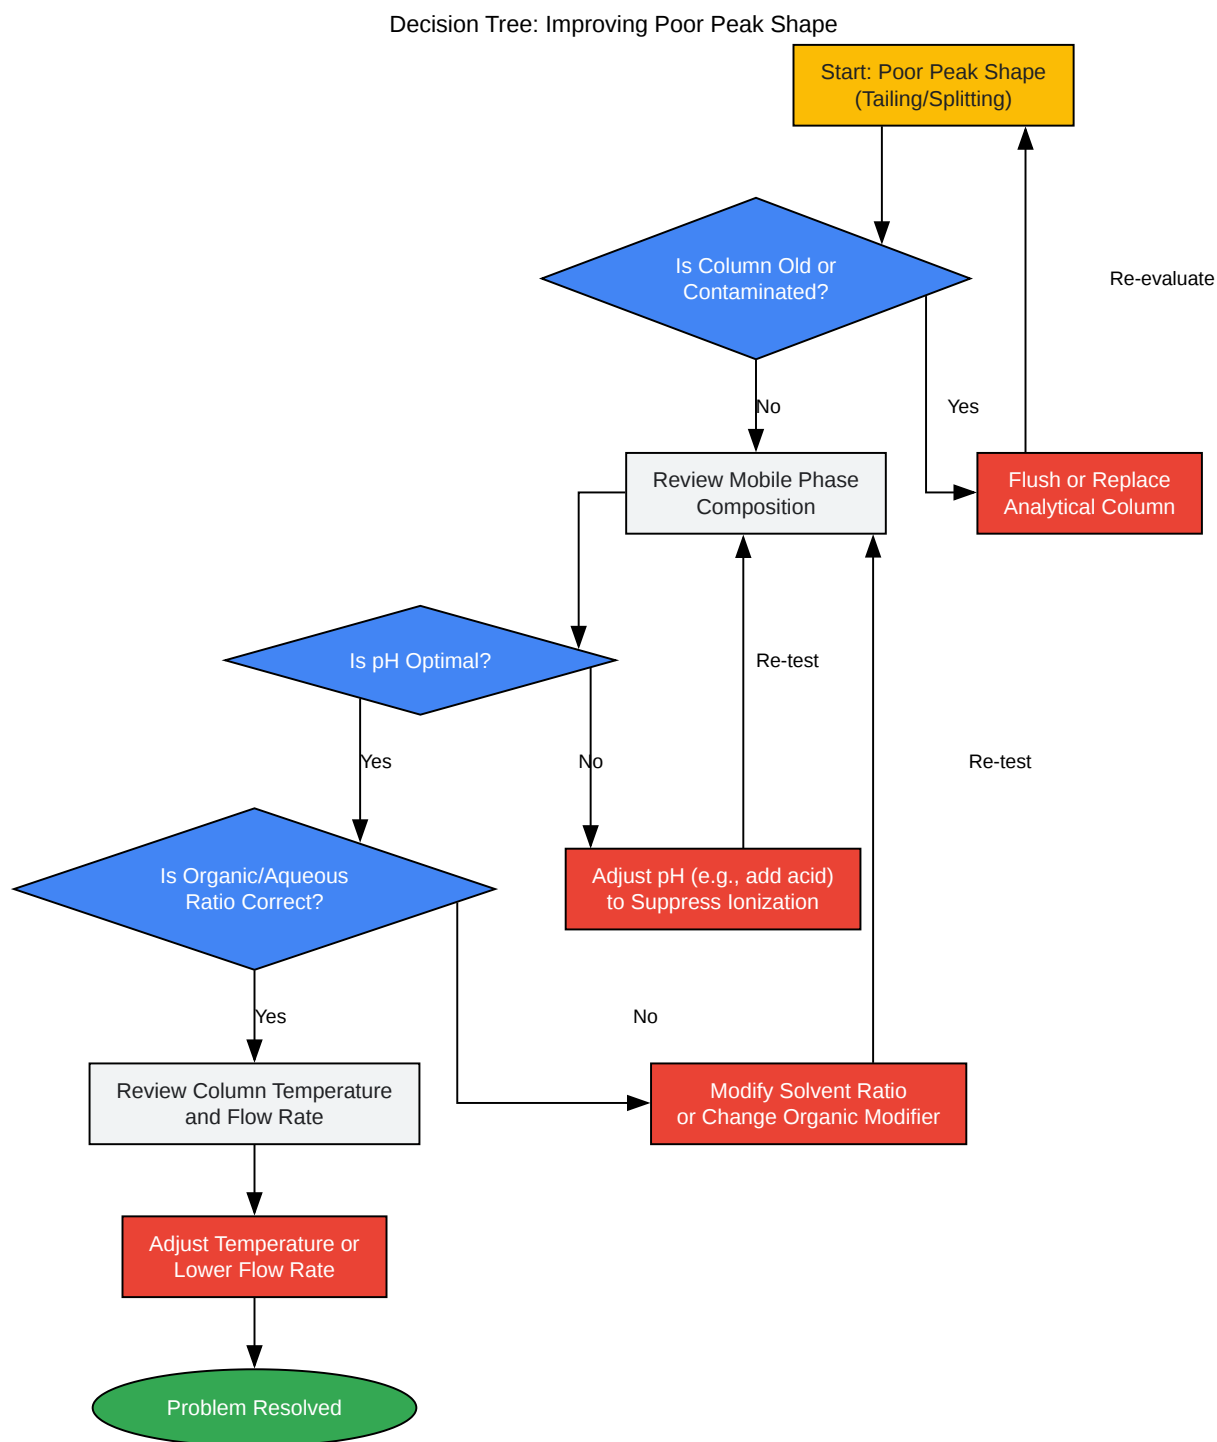 Decision Tree: Improving Poor Peak Shape
Start: Poor Peak Shape
(Tailing/Splitting)
Is Column Old or
Contaminated?
Re-evaluate
No
Yes
Review Mobile Phase
Composition
Flush or Replace
Analytical Column
Is pH Optimal?
Re-test
Yes
No
Re-test
Is Organic/Aqueous
Ratio Correct?
Adjust pH (e.g., add acid)
to Suppress Ionization
Yes
No
Review Column Temperature
and Flow Rate
Modify Solvent Ratio
or Change Organic Modifier
Adjust Temperature or
Lower Flow Rate
Problem Resolved